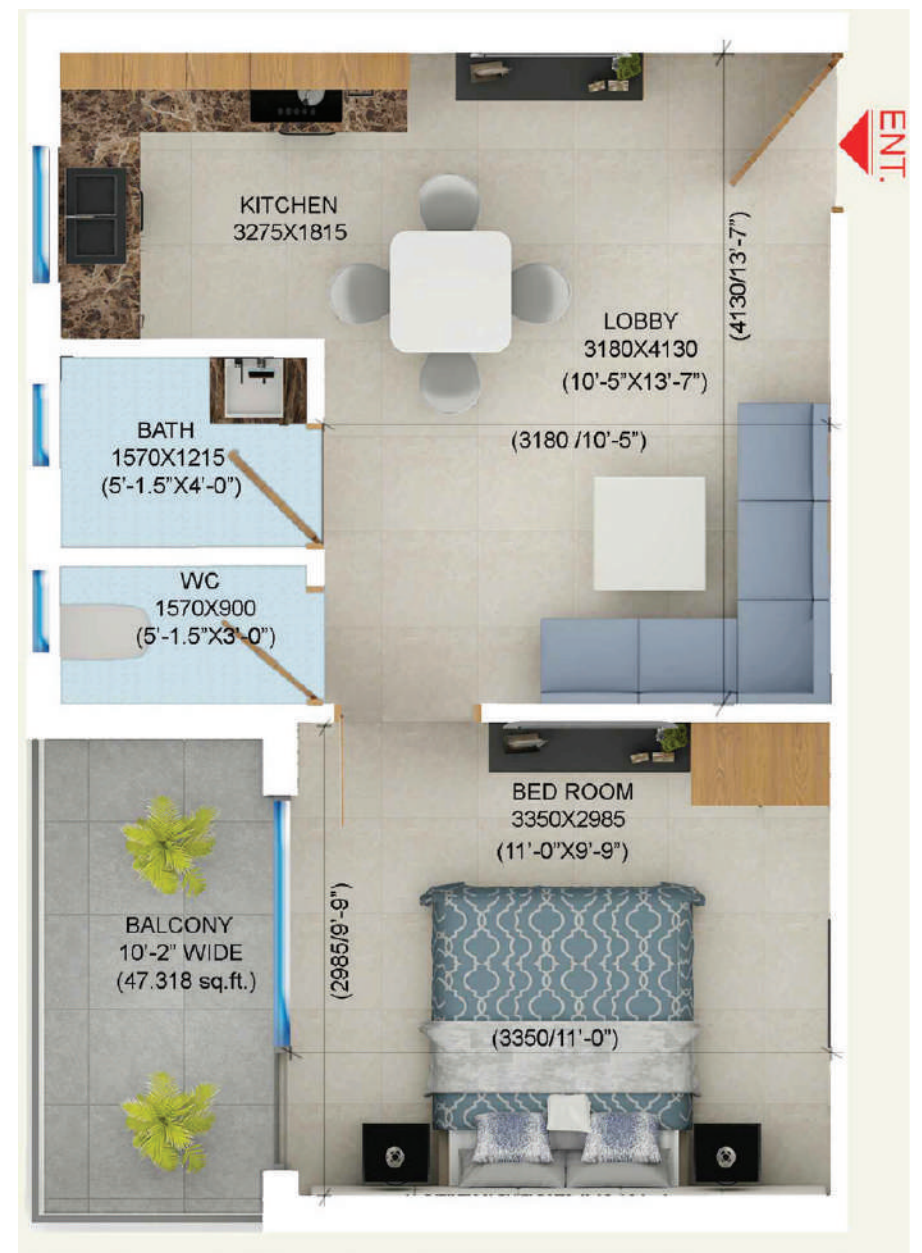 ENT.
KITCHEN
3275X1815
(4130/13'-7")
LOBBY
3180X4130
(10'-5"X13'-7")
(3180 /10'-5")
BATH
1570X1215
(5'-1.5"X4'-0")
WC
1570X900
(5'-1.5"X3'-0")
BED ROOM
3350X2985
(11'-0"X9'-9")
(2985/9'-9")
BALCONY
10'-2" WIDE
(47.318 sq.ft.)
(3350/11'-0")